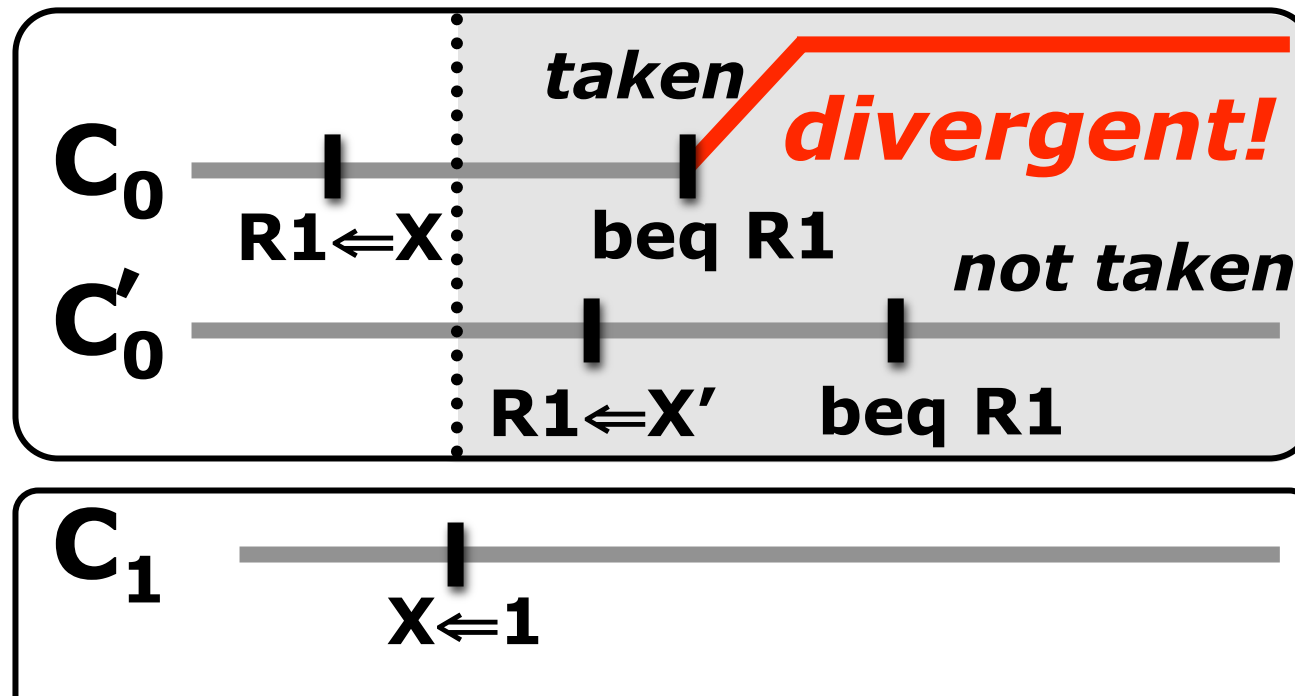 taken
divergent!
C₀
R1⇐X
beq R1
not taken
C′₀
R1⇐X′
beq R1
C₁
X⇐1